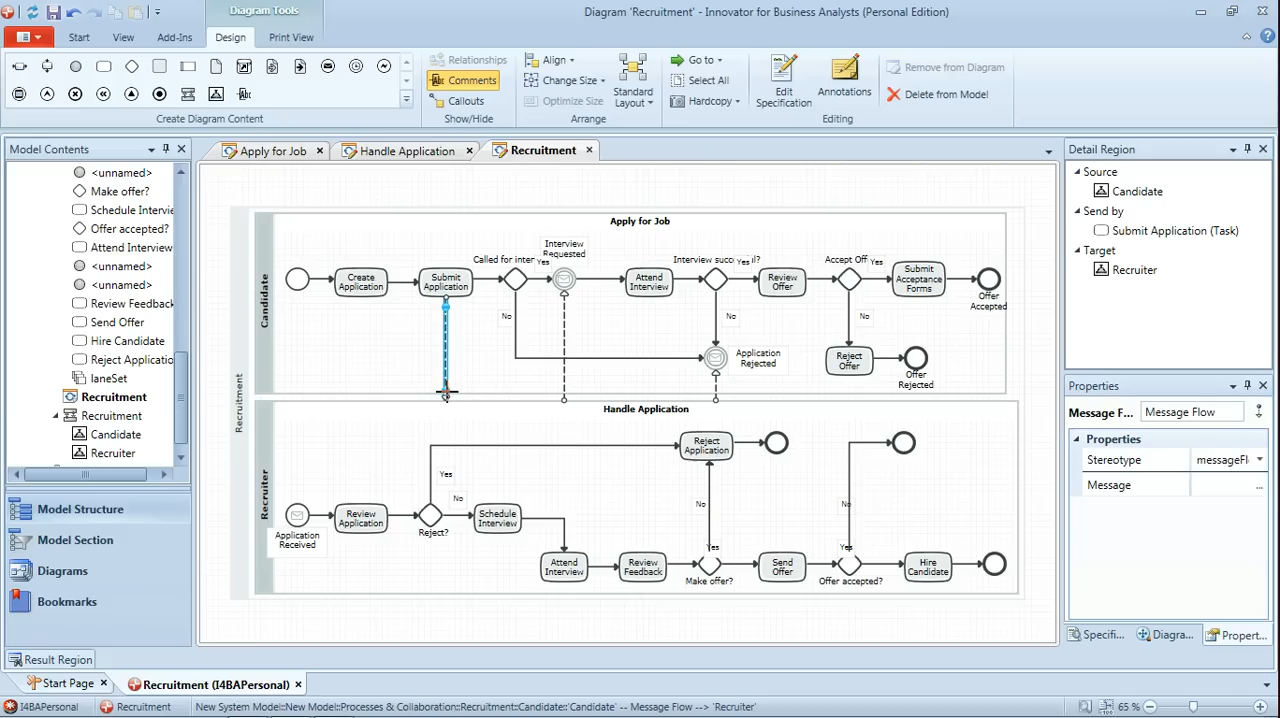 Diagram Tools
Diagram 'Recruitment' - Innovator for Business Analysts (Personal Edition)
Start
View
Add-Ins
Design
Print View
Relationships
Comments
Callouts
Align
Change Size
Optimize Size
Standard
Layout
Go to
Select All
Hardcopy
Edit
Specification
Annotations
Remove from Diagram
Delete from Model
Create Diagram Content
Show/Hide
Arrange
Editing
Model Contents
Apply for Job
Handle Application
Recruitment
Detail Region
<unnamed>
Make offer?
Schedule Intervie
Offer accepted?
Attend Interview
<unnamed>
<unnamed>
Review Feedback
Send Offer
Hire Candidate
Reject Applicatio
laneSet
Recruitment
Recruitment
Candidate
Recruiter
Model Structure
Model Section
Diagrams
Bookmarks
Recruitment
Candidate
Apply for Job
Create
Application
Submit
Application
Called for inter
Yes
Interview
Requested
Attend
Interview
Interview succ
?
Yes
Review
Offer
Accept Off
Yes
Submit
Acceptance
Forms
Offer
Accepted
No
No
No
Application
Rejected
Reject
Offer
Offer
Rejected
Recruiter
Handle Application
Reject
Application
Yes
No
Application
Received
Review
Application
Reject?
Schedule
Interview
Attend
Interview
Review
Feedback
No
Yes
Make offer?
Send
Offer
No
Yes
Offer accepted?
Hire
Candidate
Source
Candidate
Send by
Submit Application (Task)
Target
Recruiter
Properties
Message F...
Message Flow
Properties
Stereotype
messageFl
Message
...
Specifi...
Diagra...
Propert...
Result Region
Start Page
Recruitment (I4BAPersonal)
I4BAPersonal
Recruitment
New System Model::New Model::Processes & Collaboration::Recruitment::Candidate::'Candidate' -- Message Flow --> 'Recruiter'
65 %